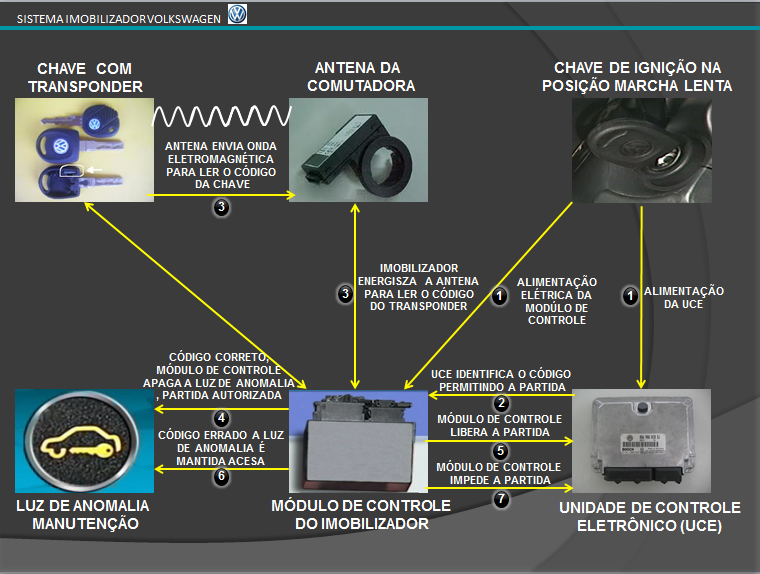 SISTEMA IMOBILIZADOR VOLKSWAGEN
CHAVE COM
TRANSPONDER
ANTENA DA
COMUTADORA
CHAVE DE IGNIÇÃO NA
POSIÇÃO MARCHA LENTA
ANTENA ENVIA ONDA
ELETROMAGNÉTICA
PARA LER O CÓDIGO
DA CHAVE
3
IMOBILIZADOR
ENERGISZA A ANTENA
PARA LER O CÓDIGO
DO TRANSPONDER
3
ALIMENTAÇÃO
ELÉTRICA DA
MODÚLO DE
CONTROLE
1
ALIMENTAÇÃO
DA UCE
1
CÓDIGO CORRETO,
MÓDULO DE CONTROLE
APAGA A LUZ DE ANOMALIA
, PARTIDA AUTORIZADA
4
CÓDIGO ERRADO A LUZ
DE ANOMALIA É
MANTIDA ACESA
6
UCE IDENTIFICA O CÓDIGO
PERMITINDO A PARTIDA
2
MÓDULO DE CONTROLE
LIBERA A PARTIDA
5
MÓDULO DE CONTROLE
IMPEDE A PARTIDA
7
LUZ DE ANOMALIA
MANUTENÇÃO
MÓDULO DE CONTROLE
DO IMOBILIZADOR
UNIDADE DE CONTROLE
ELETRÔNICO (UCE)